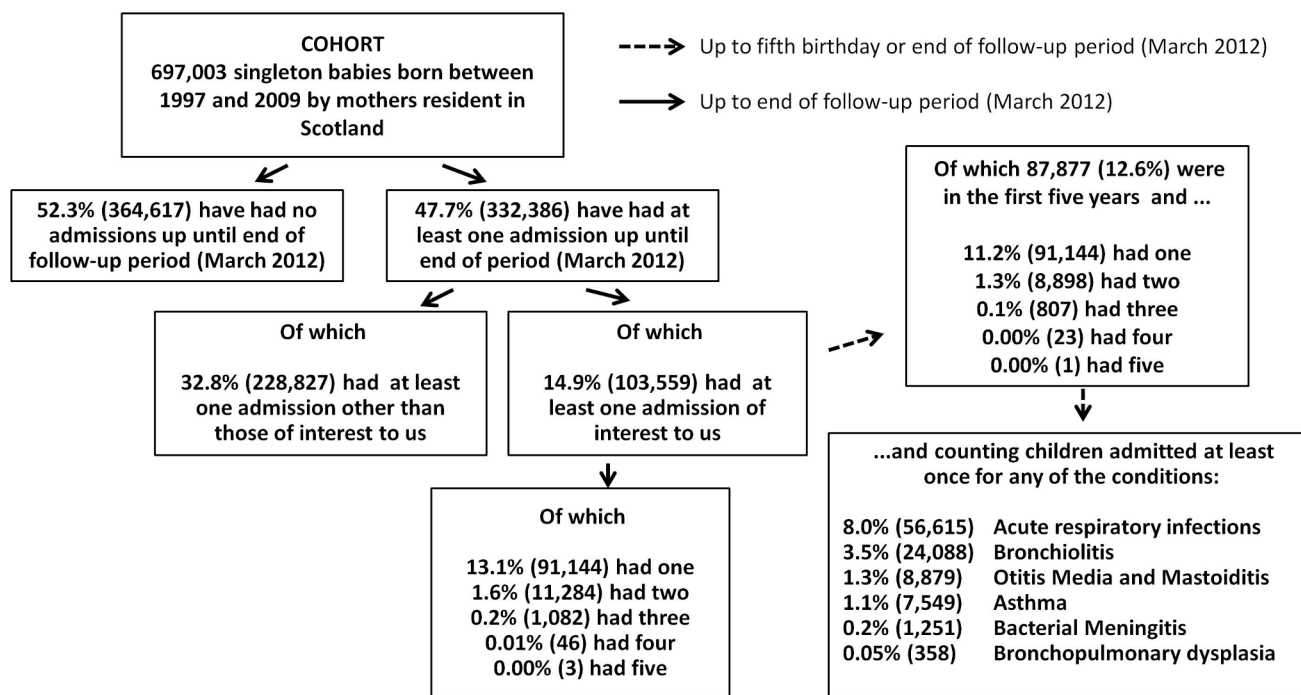 COHORT
697,003 singleton babies born between
1997 and 2009 by mothers resident in
Scotland
Up to fifth birthday or end of follow-up period (March 2012)
Up to end of follow-up period (March 2012)
52.3% (364,617) have had no
admissions up until end of
follow-up period (March 2012)
47.7% (332,386) have had at
least one admission up until
end of period (March 2012)
Of which 87,877 (12.6%) were
in the first five years and ...
11.2% (91,144) had one
1.3% (8,898) had two
0.1% (807) had three
0.00% (23) had four
0.00% (1) had five
Of which
32.8% (228,827) had at least
one admission other than
those of interest to us
Of which
14.9% (103,559) had at
least one admission of
interest to us
Of which
13.1% (91,144) had one
1.6% (11,284) had two
0.2% (1,082) had three
0.01% (46) had four
0.00% (3) had five
...and counting children admitted at least
once for any of the conditions:
8.0% (56,615) Acute respiratory infections
3.5% (24,088) Bronchiolitis
1.3% (8,879) Otitis Media and Mastoiditis
1.1% (7,549) Asthma
0.2% (1,251) Bacterial Meningitis
0.05% (358) Bronchopulmonary dysplasia